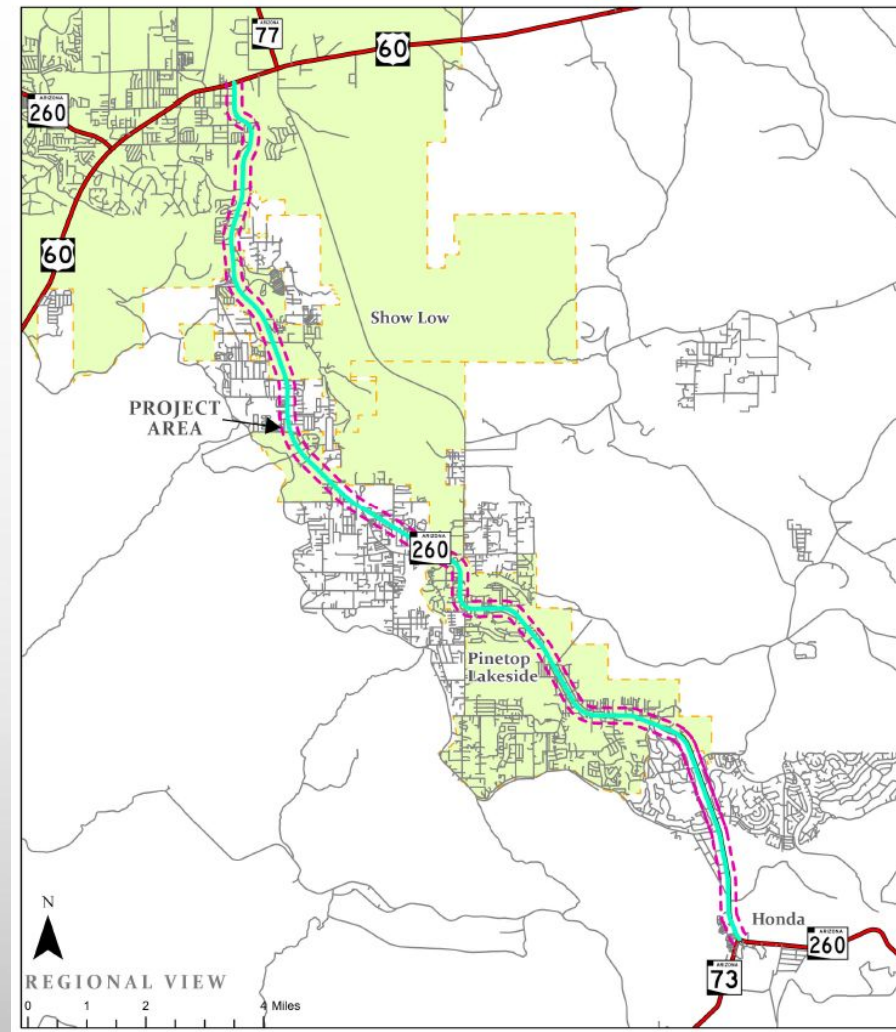 ARIZONA
77
60
ARIZONA
260
60
Show Low
PROJECT
AREA
ARIZONA
260
Pinetop
Lakeside
Honda
ARIZONA
260
ARIZONA
73
N
REGIONAL VIEW
0 1 2 4 Miles